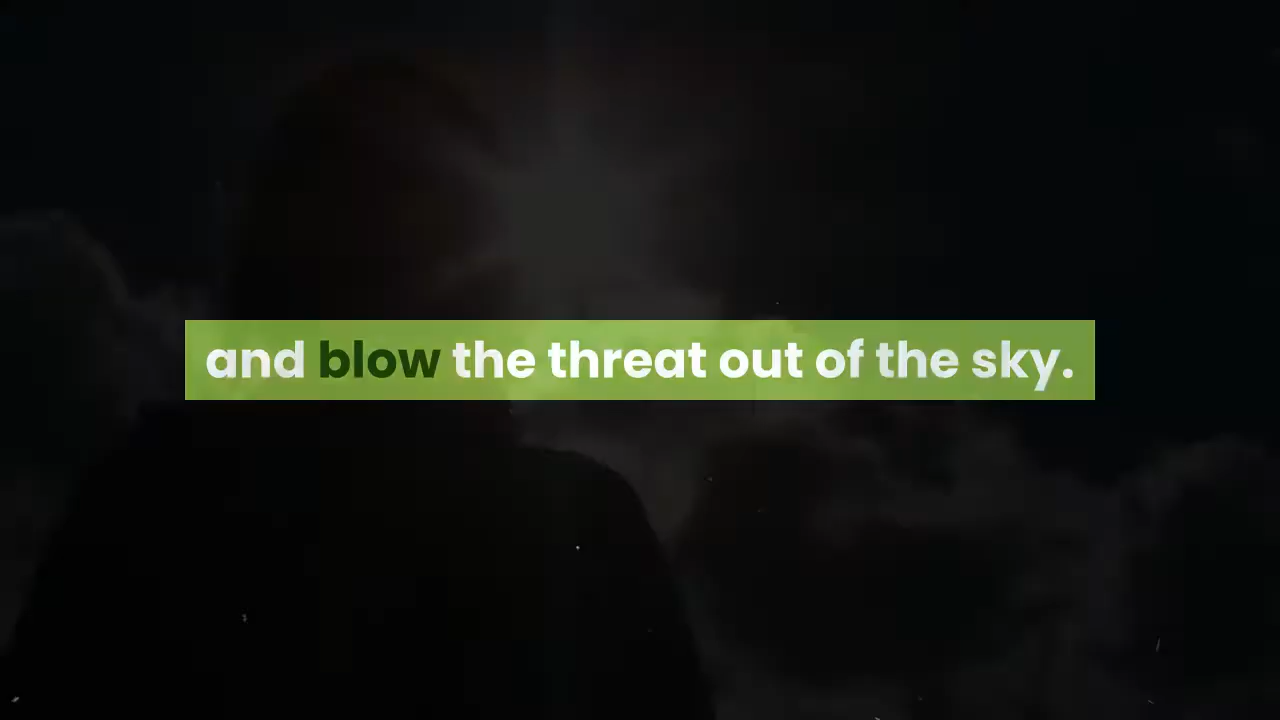 and blow the threat out of the sky.